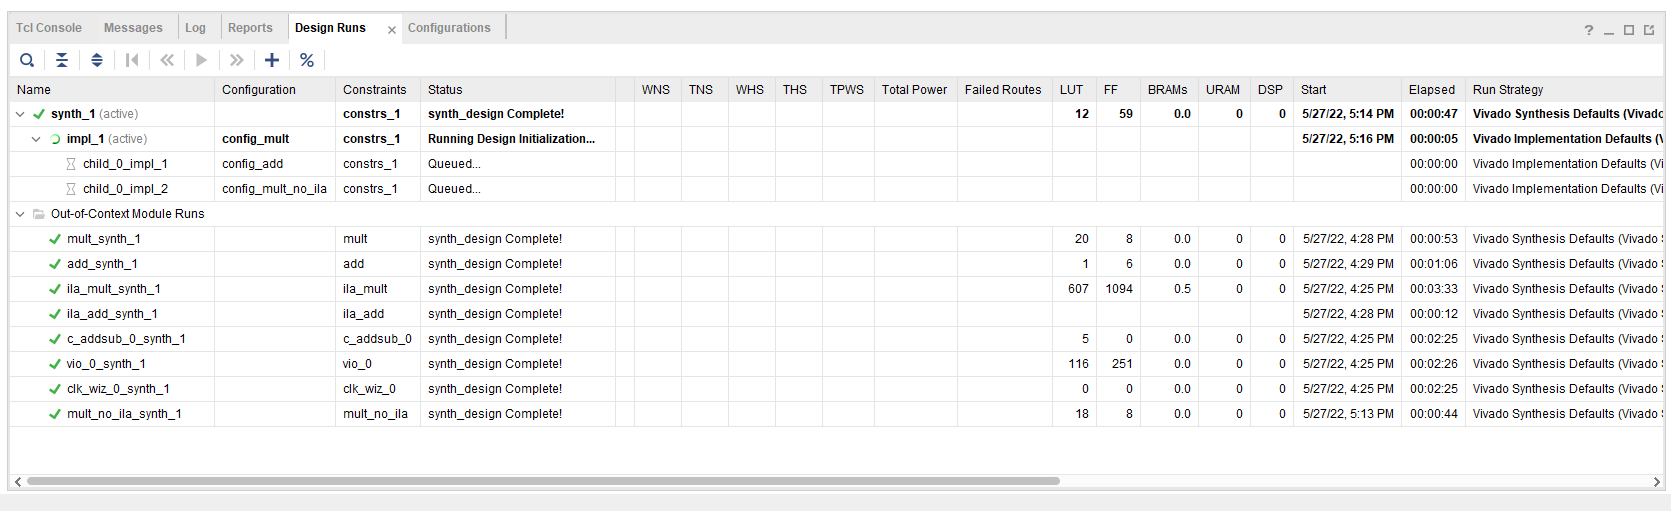 Tcl Console Messages Log Reports Design Runs × Configurations ? _
%
Name Configuration Constraints Status WNS TNS WHS THS TPWS Total Power Failed Routes LUT FF BRAMs URAM DSP Start Elapsed Run Strategy
synth_1 (active) constrs_1 synth_design Complete! 12 59 0.0 0 0 5/27/22, 5:14 PM 00:00:47 Vivado Synthesis Defaults (Vivado
impl_1 (active) config_mult constrs_1 Running Design Initialization... 5/27/22, 5:16 PM 00:00:05 Vivado Implementation Defaults (V
child_0_impl_1 config_add constrs_1 Queued... 00:00:00 Vivado Implementation Defaults (Vi
child_0_impl_2 config_mult_no_ila constrs_1 Queued... 00:00:00 Vivado Implementation Defaults (Vi
Out-of-Context Module Runs
mult_synth_1 mult synth_design Complete! 20 8 0.0 0 0 5/27/22, 4:28 PM 00:00:53 Vivado Synthesis Defaults (Vivado
add_synth_1 add synth_design Complete! 1 6 0.0 0 0 5/27/22, 4:29 PM 00:01:06 Vivado Synthesis Defaults (Vivado
ila_mult_synth_1 ila_mult synth_design Complete! 607 1094 0.5 0 0 5/27/22, 4:25 PM 00:03:33 Vivado Synthesis Defaults (Vivado
ila_add_synth_1 ila_add synth_design Complete! 5/27/22, 4:28 PM 00:00:12 Vivado Synthesis Defaults (Vivado
c_addsub_0_synth_1 c_addsub_0 synth_design Complete! 5 0 0.0 0 0 5/27/22, 4:25 PM 00:02:25 Vivado Synthesis Defaults (Vivado
vio_0_synth_1 vio_0 synth_design Complete! 116 251 0.0 0 0 5/27/22, 4:25 PM 00:02:26 Vivado Synthesis Defaults (Vivado
clk_wiz_0_synth_1 clk_wiz_0 synth_design Complete! 0 0 0.0 0 0 5/27/22, 4:25 PM 00:02:25 Vivado Synthesis Defaults (Vivado
mult_no_ila_synth_1 mult_no_ila synth_design Complete! 18 8 0.0 0 0 5/27/22, 5:13 PM 00:00:44 Vivado Synthesis Defaults (Vivado